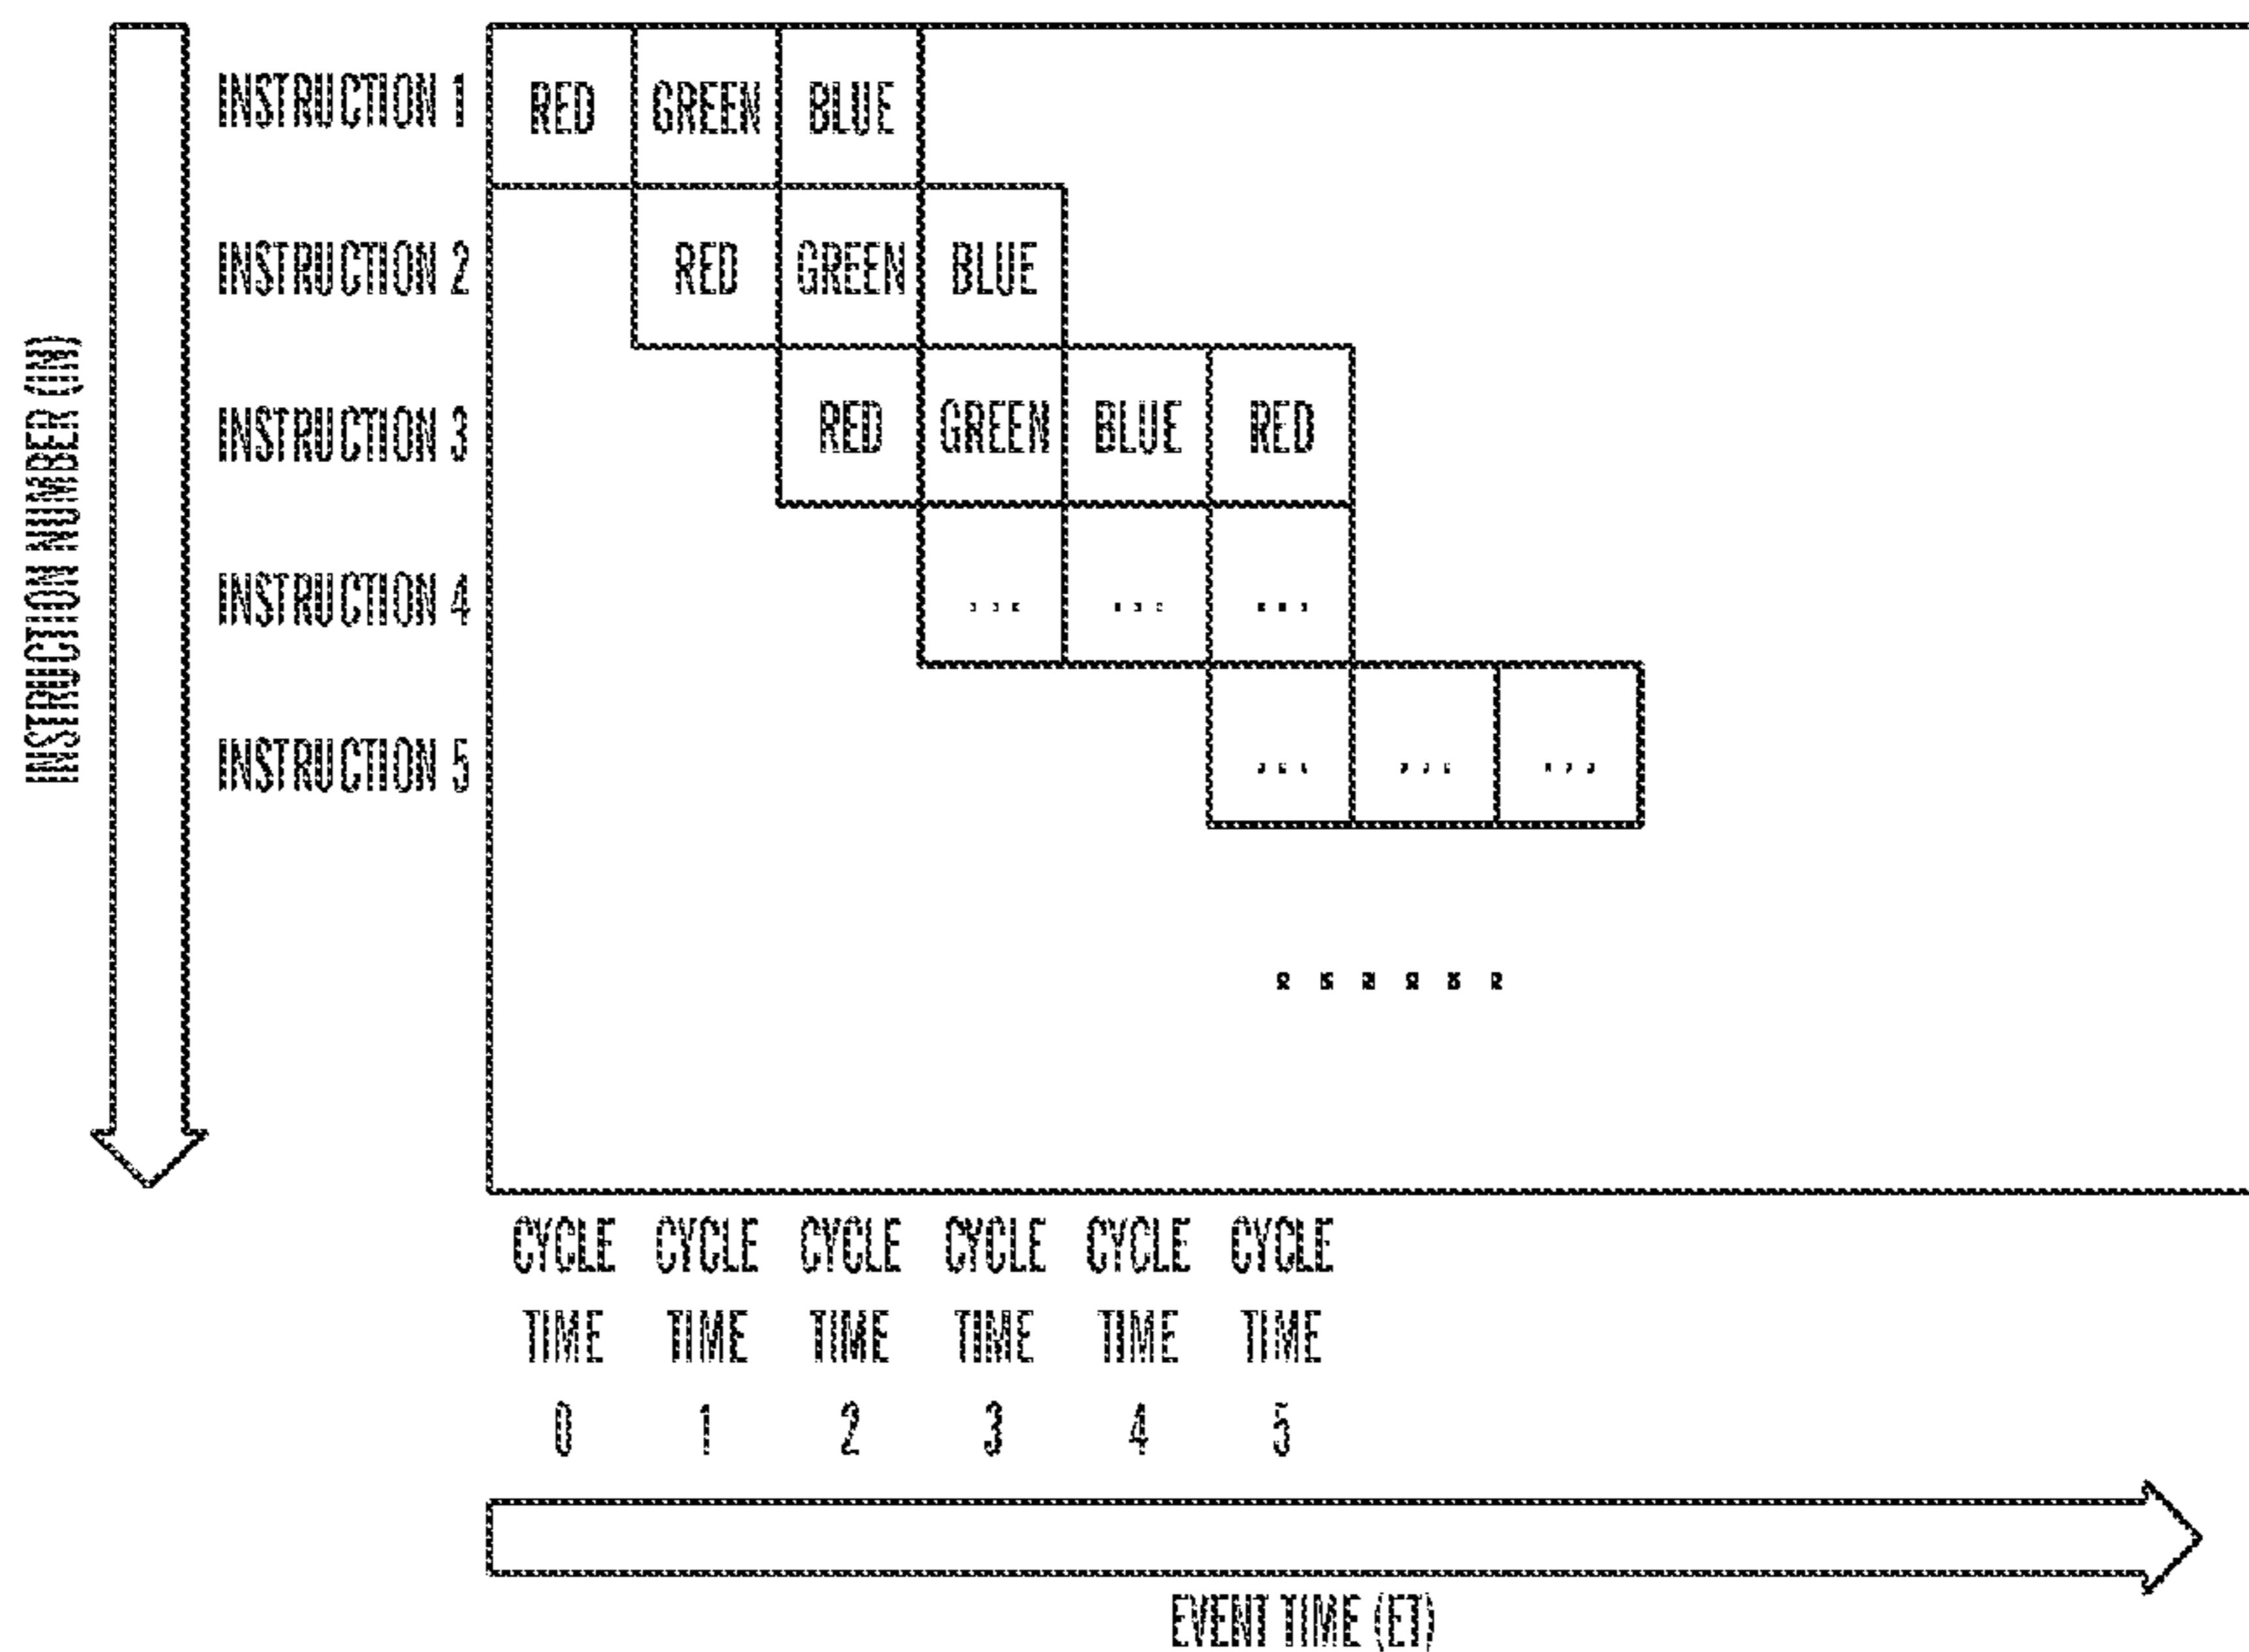 INSTRUCTION NUMBER (IN)
INSTRUCTION 1 RED GREEN BLUE
INSTRUCTION 2 RED GREEN BLUE
INSTRUCTION 3 RED GREEN BLUE RED
INSTRUCTION 4 ... ... ...
INSTRUCTION 5 ... ... ...
......
CYCLE CYCLE CYCLE CYCLE CYCLE CYCLE
TIME TIME TIME TIME TIME TIME
0 1 2 3 4 5
EVENT TIME (ET)